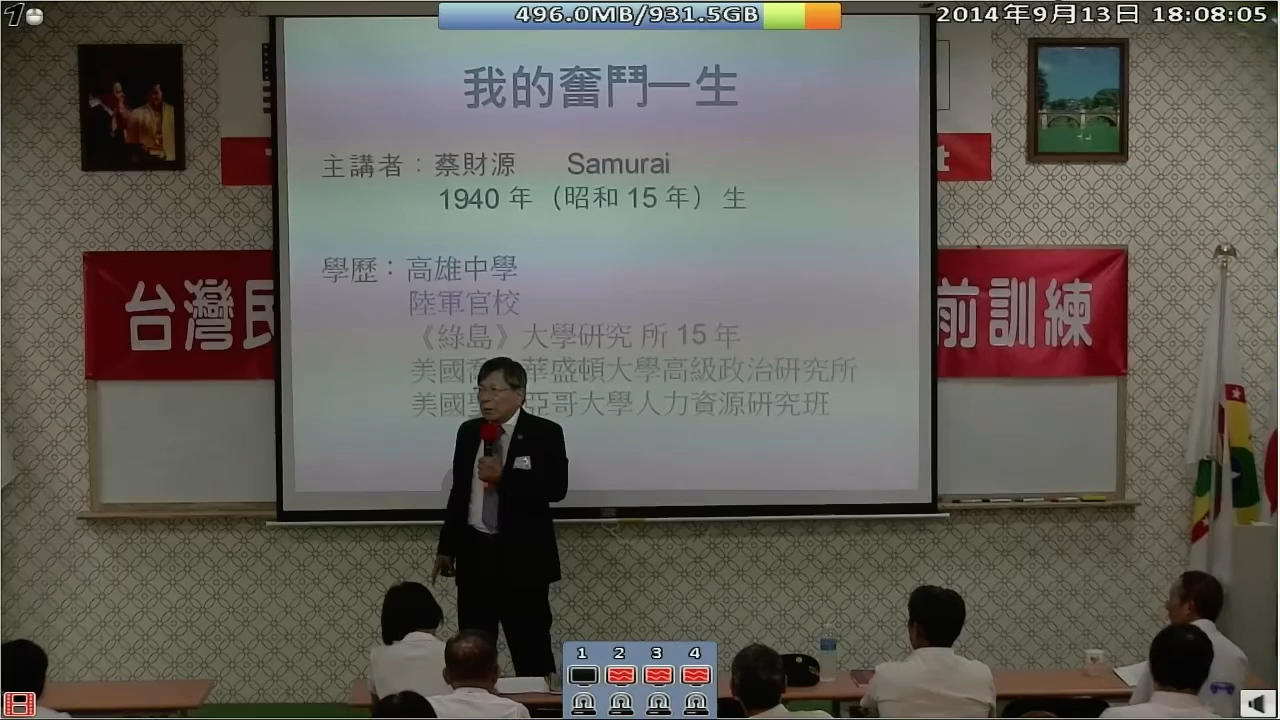 1
496.0MB/931.5GB
2014年9月13日 18:08:05
我的奮鬥一生
主講者：蔡財源 Samurai
1940 年（昭和 15 年）生
學歷：高雄中學
陸軍官校
《綠島》大學研究 所 15 年
美國喬 華盛頓大學高級政治研究所
美國聖 亞哥大學人力資源研究班
t
台灣民
前訓練
1 2 3 4